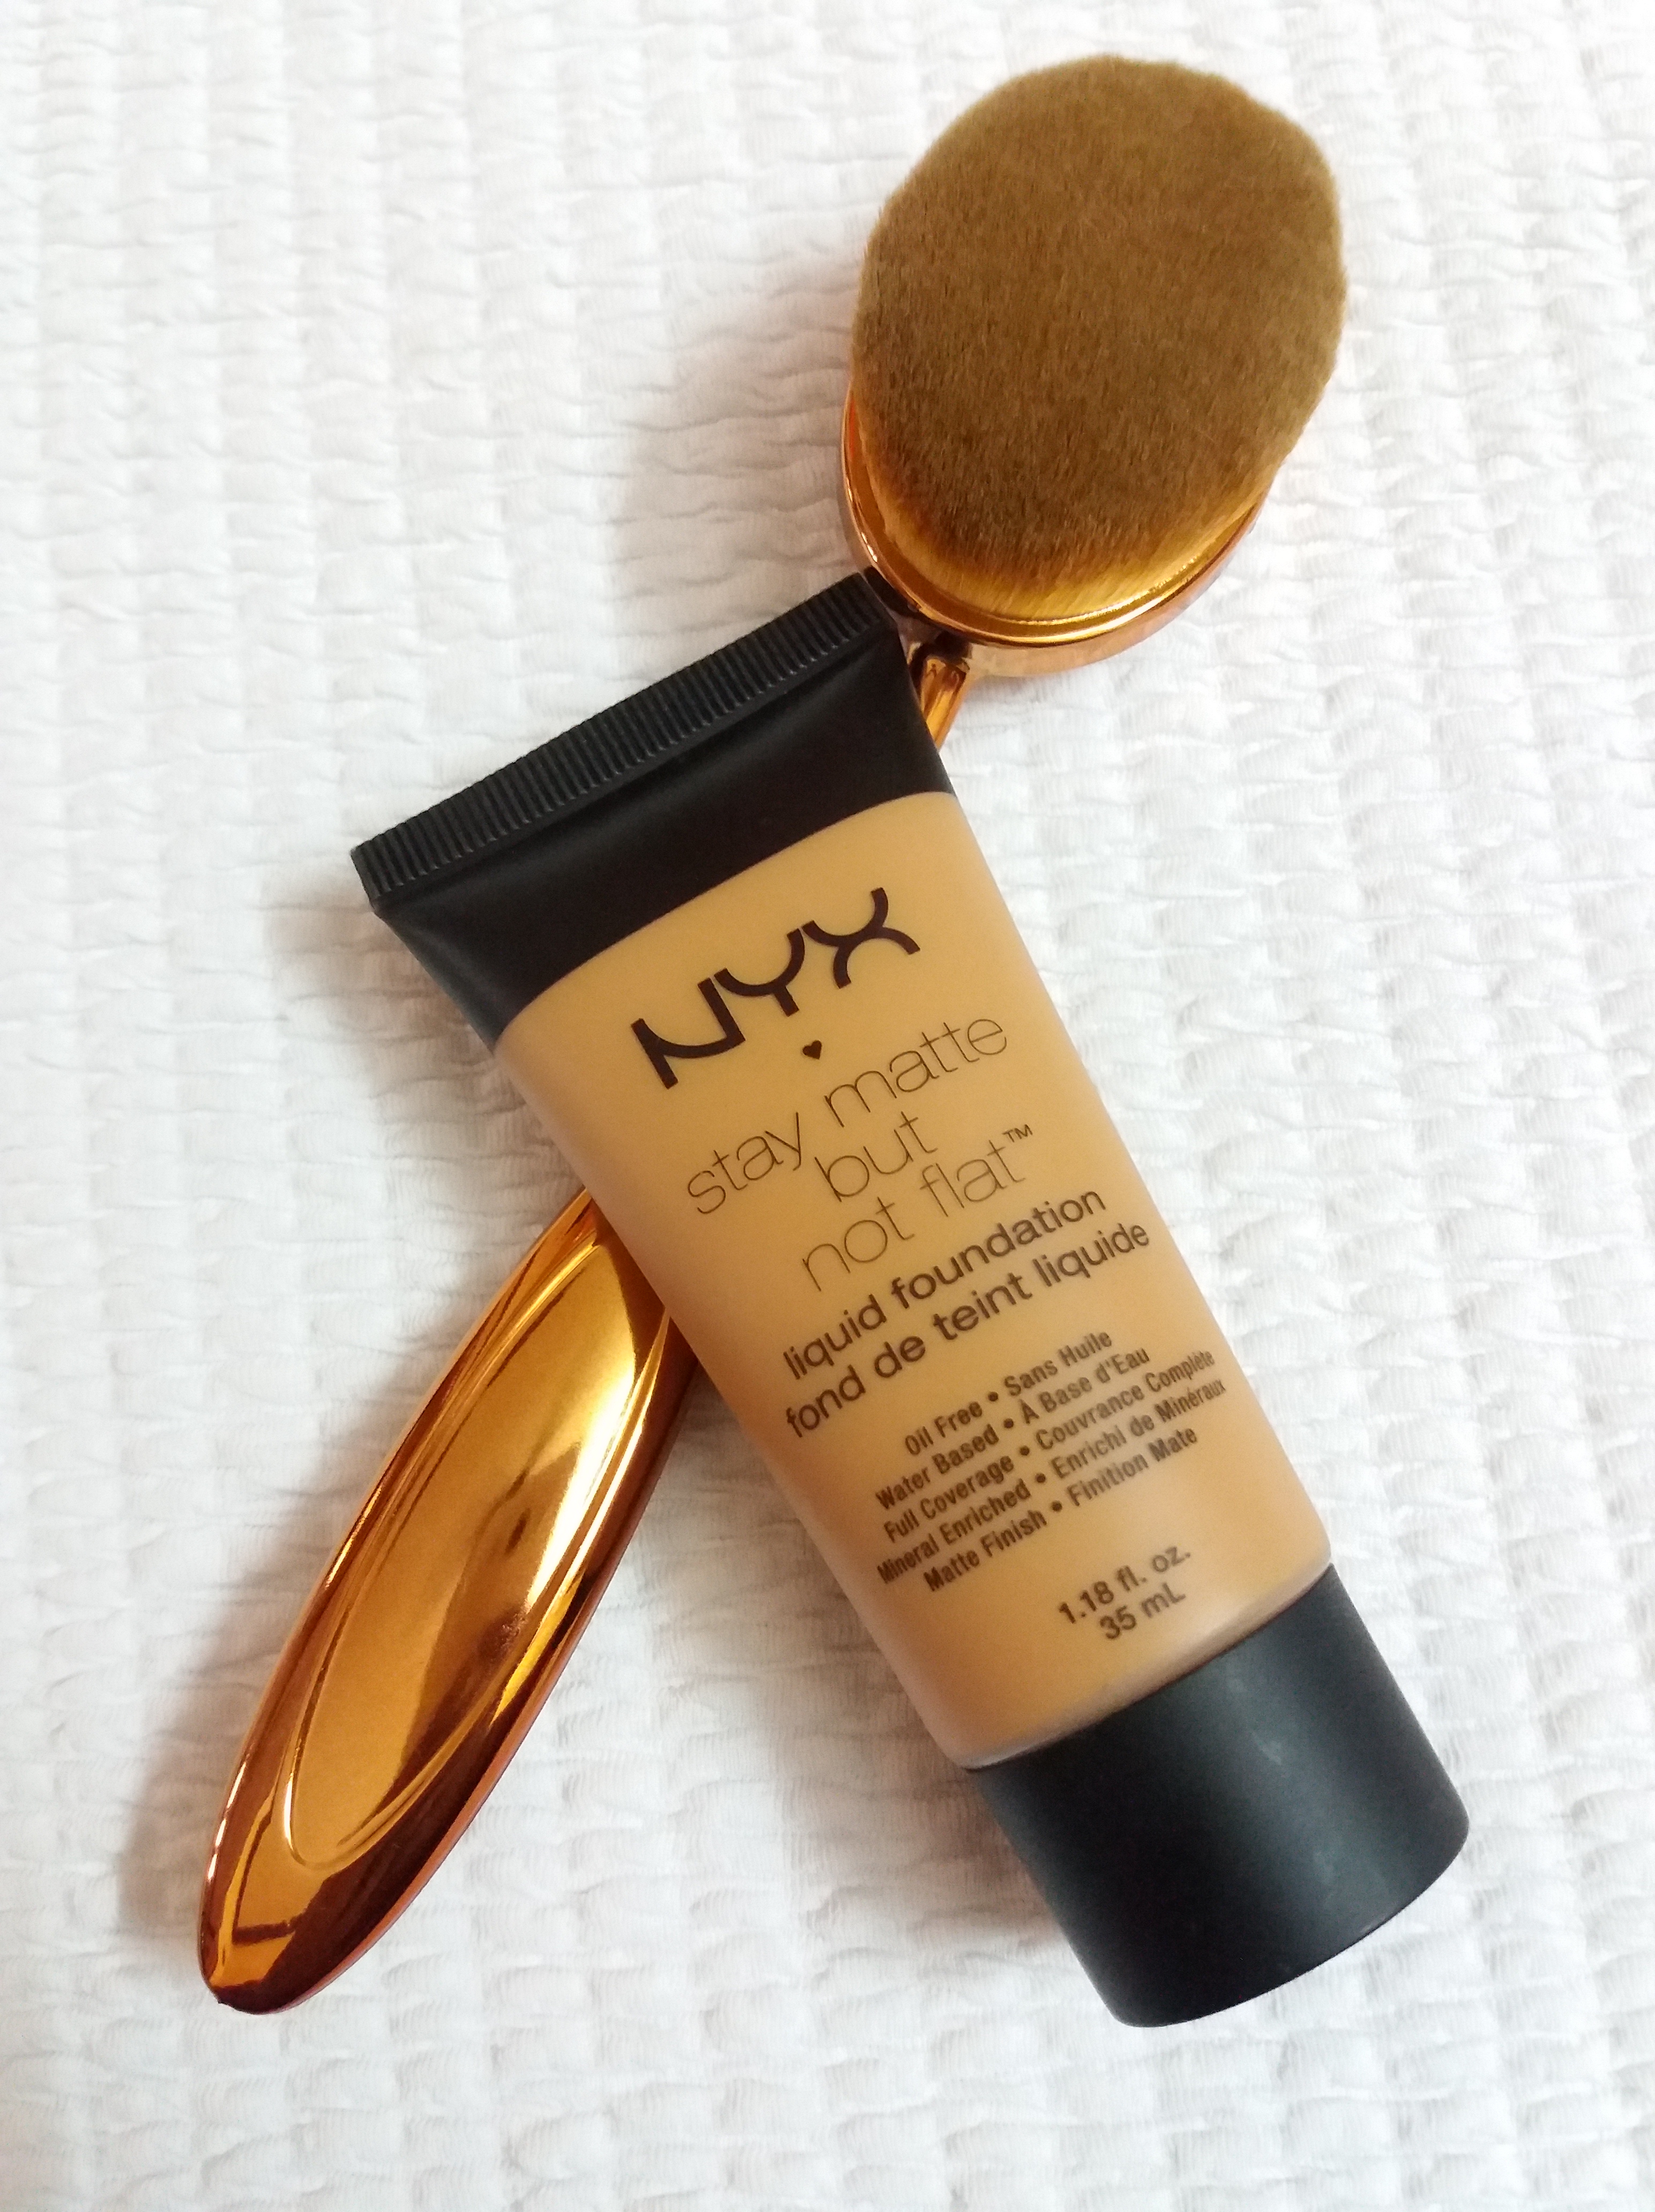 NYX
stay matte
but
not flat™
liquid foundation
fond de teint liquide
Oil Free • Sans Huile
Water Based • À Base d'Eau
Full Coverage • Couvrance Complète
Mineral Enriched • Enrichi de Minéraux
Matte Finish • Finition Mate
1.18 fl. oz.
35 mL